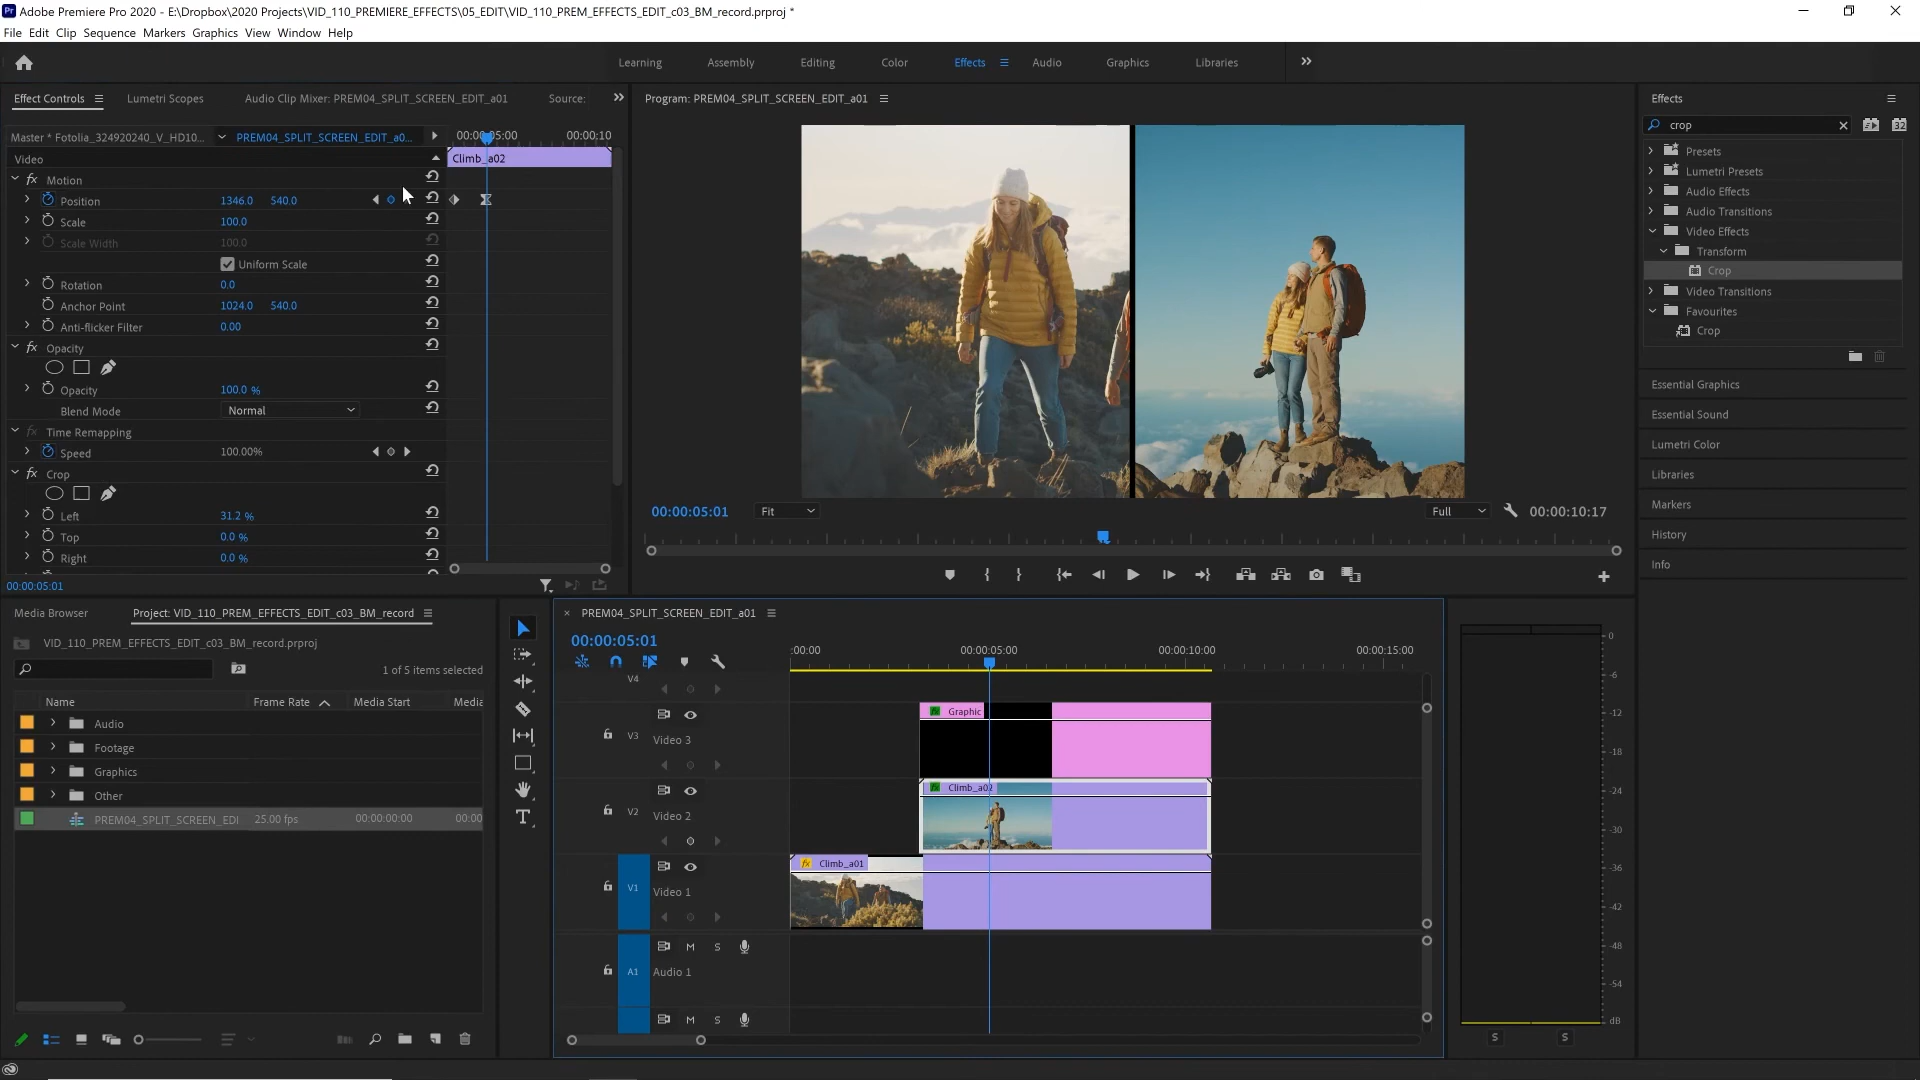 Adobe Premiere Pro 2020 - E:\Dropbox\2020 Projects\VID_110_PREMIERE_EFFECTS\05_EDIT\VID_110_PREM_EFFECTS_EDIT_c03_BM_record.prproj *
File Edit Clip Sequence Markers Graphics View Window Help
Learning Assembly Editing Color Effects Audio Graphics Libraries
Effect Controls Lumetri Scopes Audio Clip Mixer: PREM04_SPLIT_SCREEN_EDIT_a01 Source:
Master * Fotolia_324920240_V_HD10... PREM04_SPLIT_SCREEN_EDIT_a0...
00:00:05:00 00:00:10
Video
Climb_a02
fx Motion
Position 1346.0 540.0
Scale 100.0
Scale Width 100.0
Uniform Scale
Rotation 0.0
Anchor Point 1024.0 540.0
Anti-flicker Filter 0.00
fx Opacity
Opacity 100.0 %
Blend Mode Normal
fx Time Remapping
Speed 100.00%
fx Crop
Left 31.2 %
Top 0.0 %
Right 0.0 %
00:00:05:01
Program: PREM04_SPLIT_SCREEN_EDIT_a01
00:00:05:01 Fit Full 00:00:10:17
Effects
crop
32
Presets
Lumetri Presets
Audio Effects
Audio Transitions
Video Effects
Transform
Crop
Video Transitions
Favourites
Crop
Essential Graphics
Essential Sound
Lumetri Color
Libraries
Markers
History
Info
Media Browser Project: VID_110_PREM_EFFECTS_EDIT_c03_BM_record
VID_110_PREM_EFFECTS_EDIT_c03_BM_record.prproj
1 of 5 items selected
Name Frame Rate Media Start Media
Audio
Footage
Graphics
Other
PREM04_SPLIT_SCREEN_EDI 25.00 fps 00:00:00:00 00:00
T
× PREM04_SPLIT_SCREEN_EDIT_a01
00:00:05:01
:00:00 00:00:05:00 00:00:10:00 00:00:15:00
V4
V3 Video 3
fx Graphic
V2 Video 2
fx Climb_a02
V1 Video 1
fx Climb_a01
M S
A1 Audio 1
M S
0
-6
-12
-18
-24
-30
-36
-42
-48
-54
dB
S S